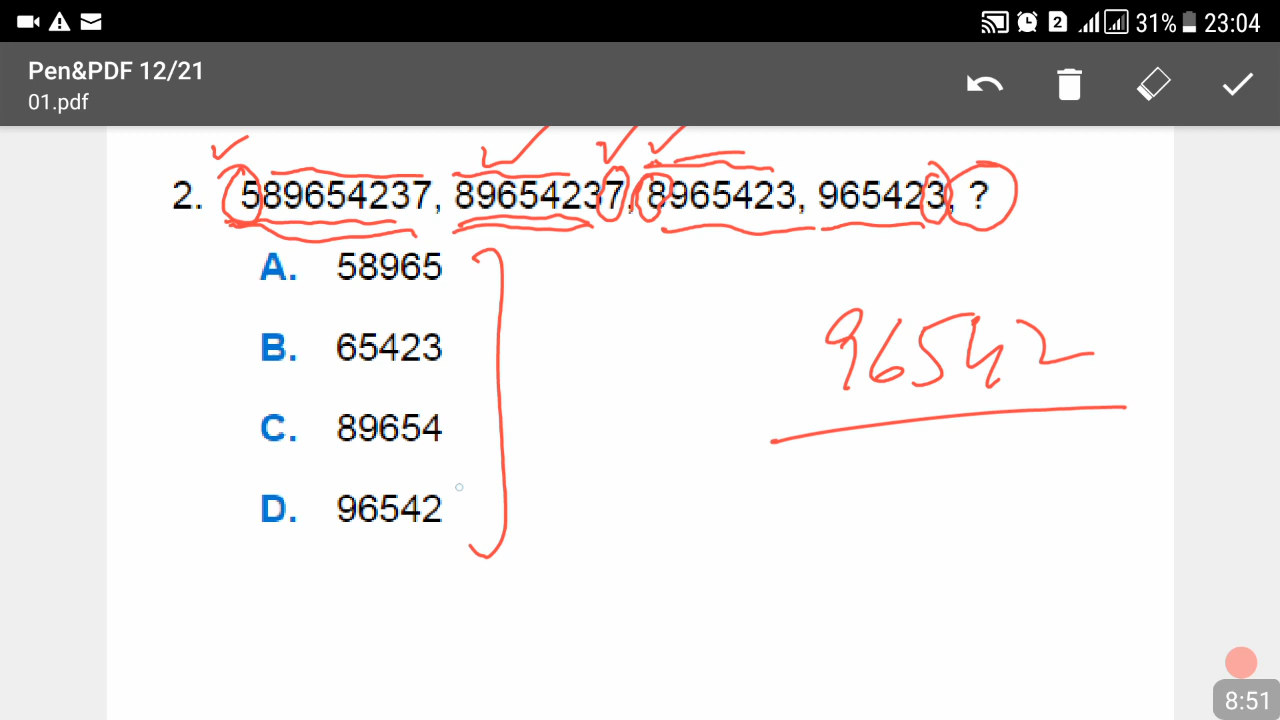 2 31% 23:04
Pen&PDF 12/21
01.pdf
2. 589654237, 89654237, 8965423, 965423, ?
A. 58965
B. 65423
C. 89654
D. 96542
96542
8:51